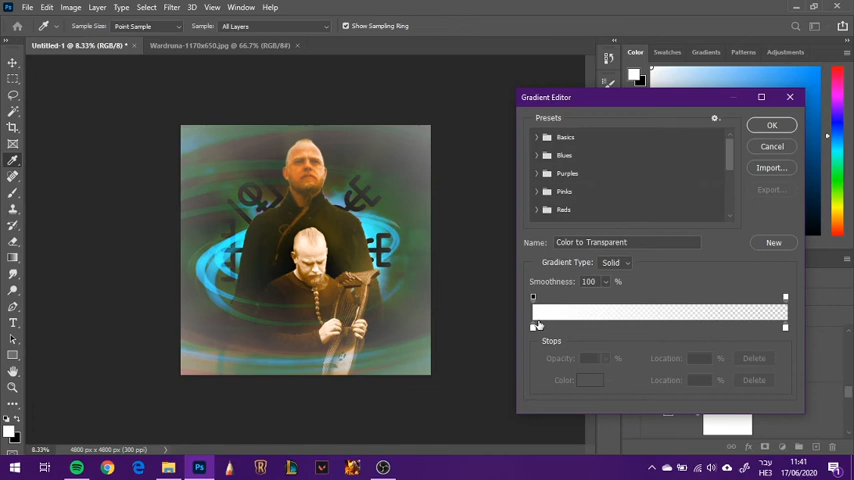 Ps File Edit Image Layer Type Select Filter 3D View Window Help
Sample Size: Point Sample Sample: All Layers Show Sampling Ring
Untitled-1 @ 8.33% (RGB/8) * × Wardruna-1170x650.jpg @ 66.7% (RGB/8#) ×
Color Swatches Gradients Patterns Adjustments
Gradient Editor
Presets
Basics
Blues
Purples
Pinks
Reds
OK
Cancel
Import...
Export...
Name: Color to Transparent
New
Gradient Type: Solid
Smoothness: 100 %
Stops
Opacity: % Location: % Delete
Color: Location: % Delete
8.33% 4800 px x 4800 px (300 ppi)
Ps
עבר
HE3
11:41
17/06/2020